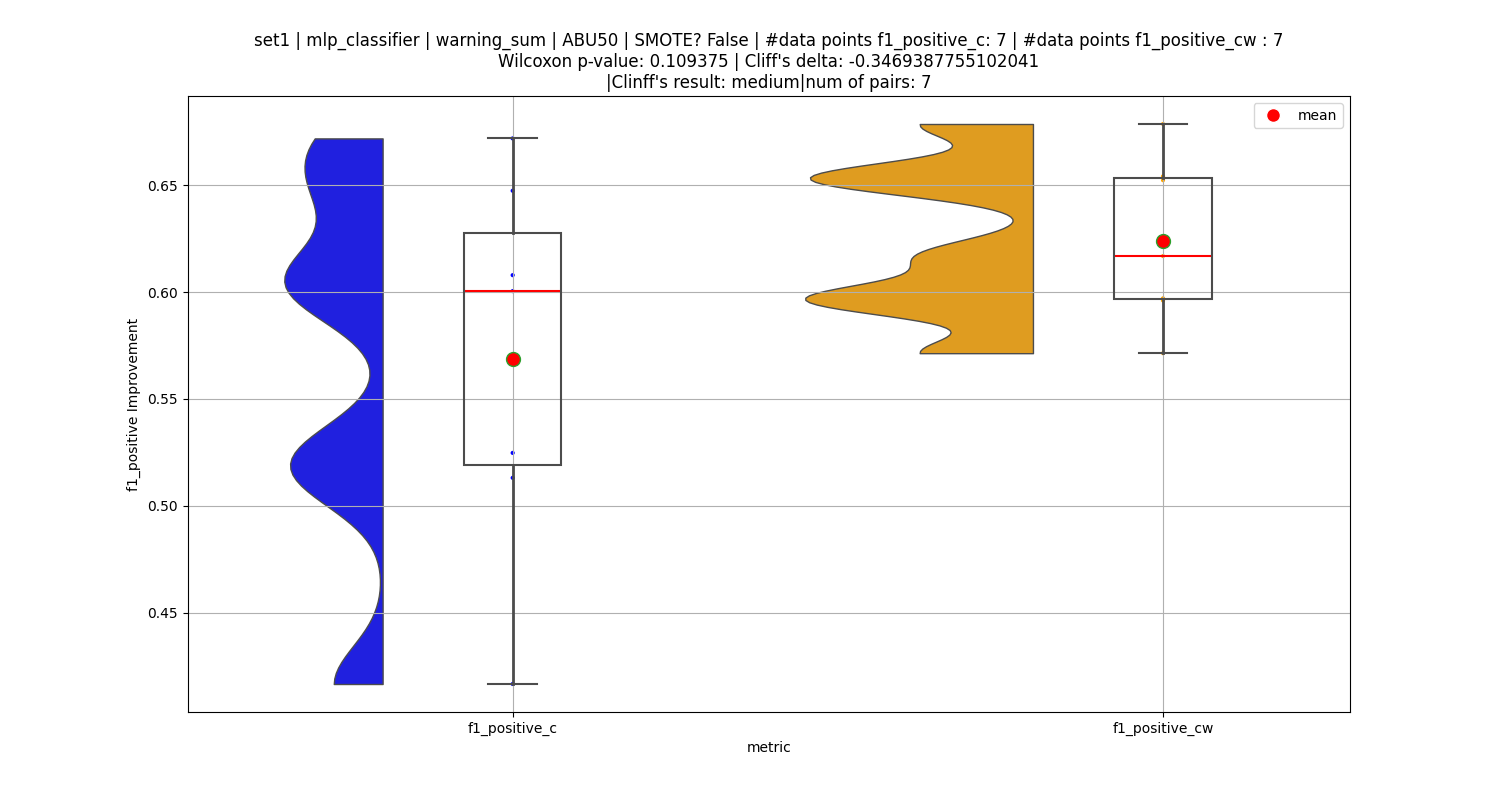 set1 | mlp_classifier | warning_sum | ABU50 | SMOTE? False | #data points f1_positive_c: 7 | #data points f1_positive_cw : 7
Wilcoxon p-value: 0.109375 | Cliff's delta: -0.3469387755102041
|Clinff's result: medium|num of pairs: 7
mean
0.65
0.60
0.55
0.50
0.45
f1_positive Improvement
f1_positive_c
f1_positive_cw
metric